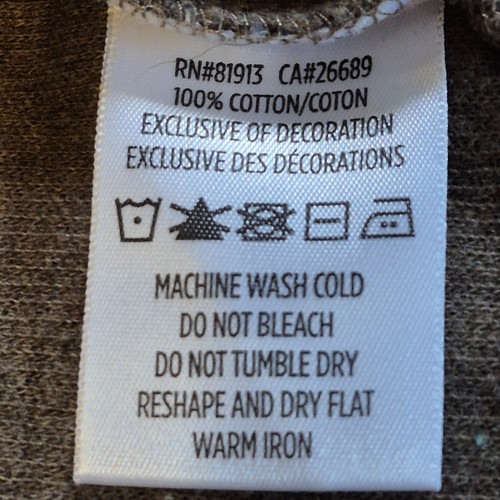 RN#81913 CA#26689
100% COTTON/COTON
EXCLUSIVE OF DECORATION
EXCLUSIVE DES DÉCORATIONS
MACHINE WASH COLD
DO NOT BLEACH
DO NOT TUMBLE DRY
RESHAPE AND DRY FLAT
WARM IRON